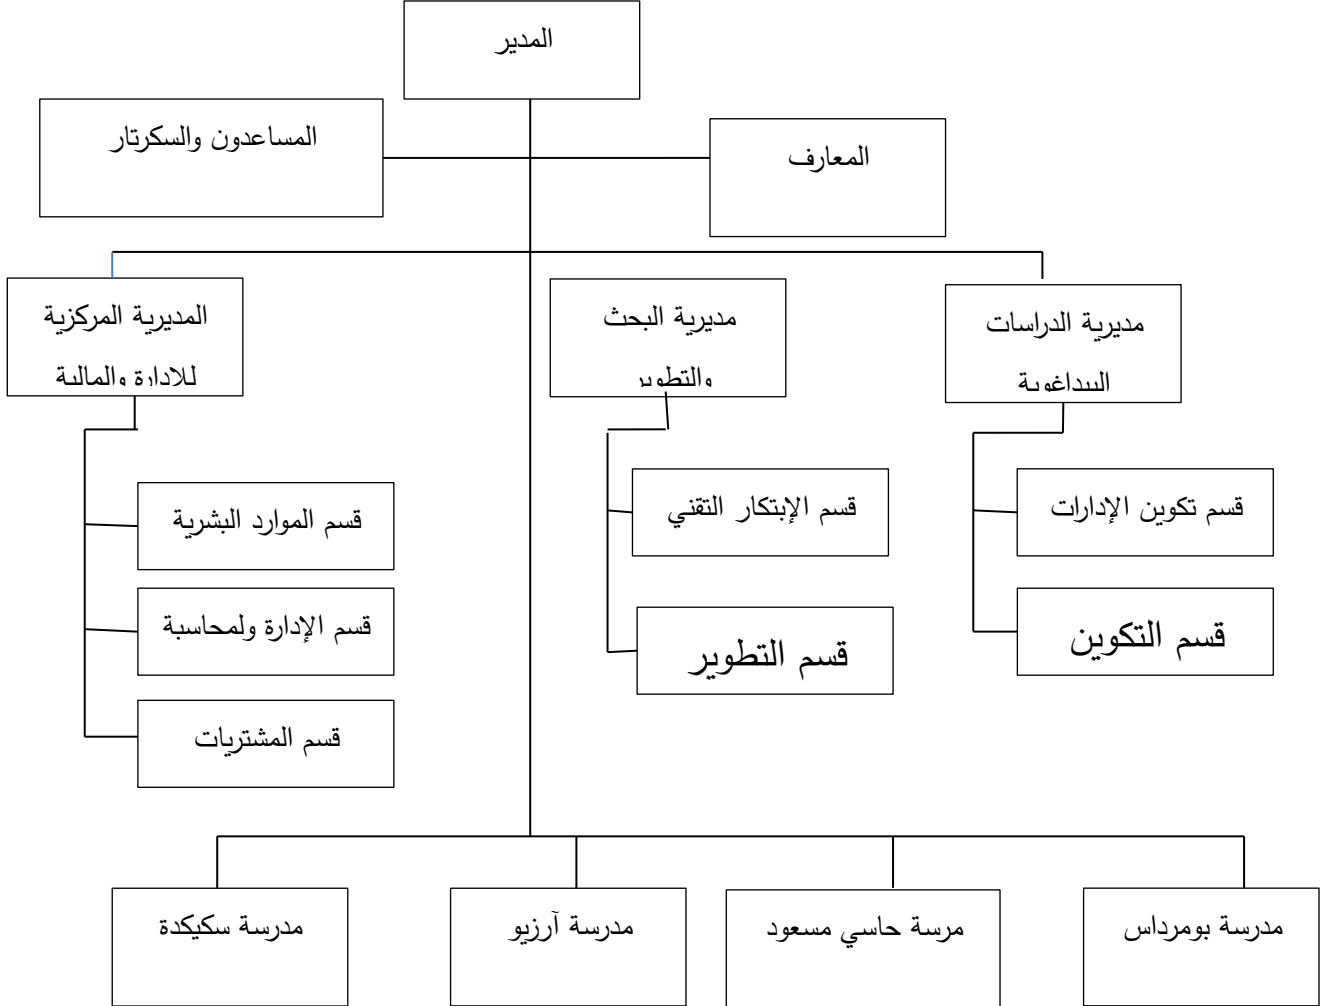 المدير
المساعدون والسكرتار
المعارف
مديرية الدراسات
البيداغوية
مديرية البحث
والتطوير
المديرية المركزية
للادارة والمالية
قسم تكوين الإدارات
قسم التكوين
قسم الإبتكار التقني
قسم التطوير
قسم الموارد البشرية
قسم الإدارة ولمحاسبة
قسم المشتريات
مدرسة بومرداس
مرسة حاسي مسعود
مدرسة آرزيو
مدرسة سكيكدة